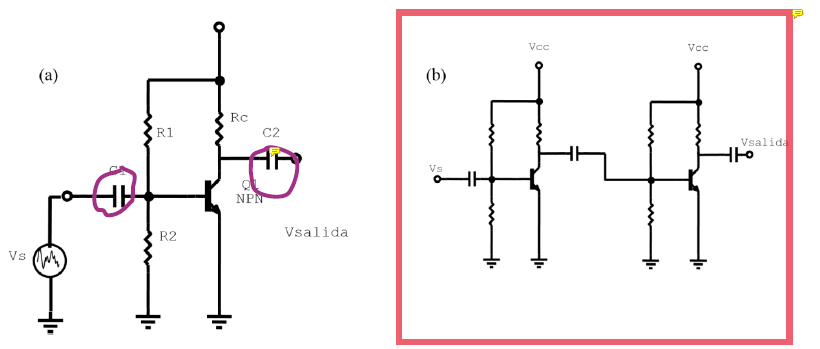 (a)
R1
Rc
C2
C1
Q1
NPN
Vsalida
R2
Vs
(b)
Vcc
Vcc
Vsalida
Vs